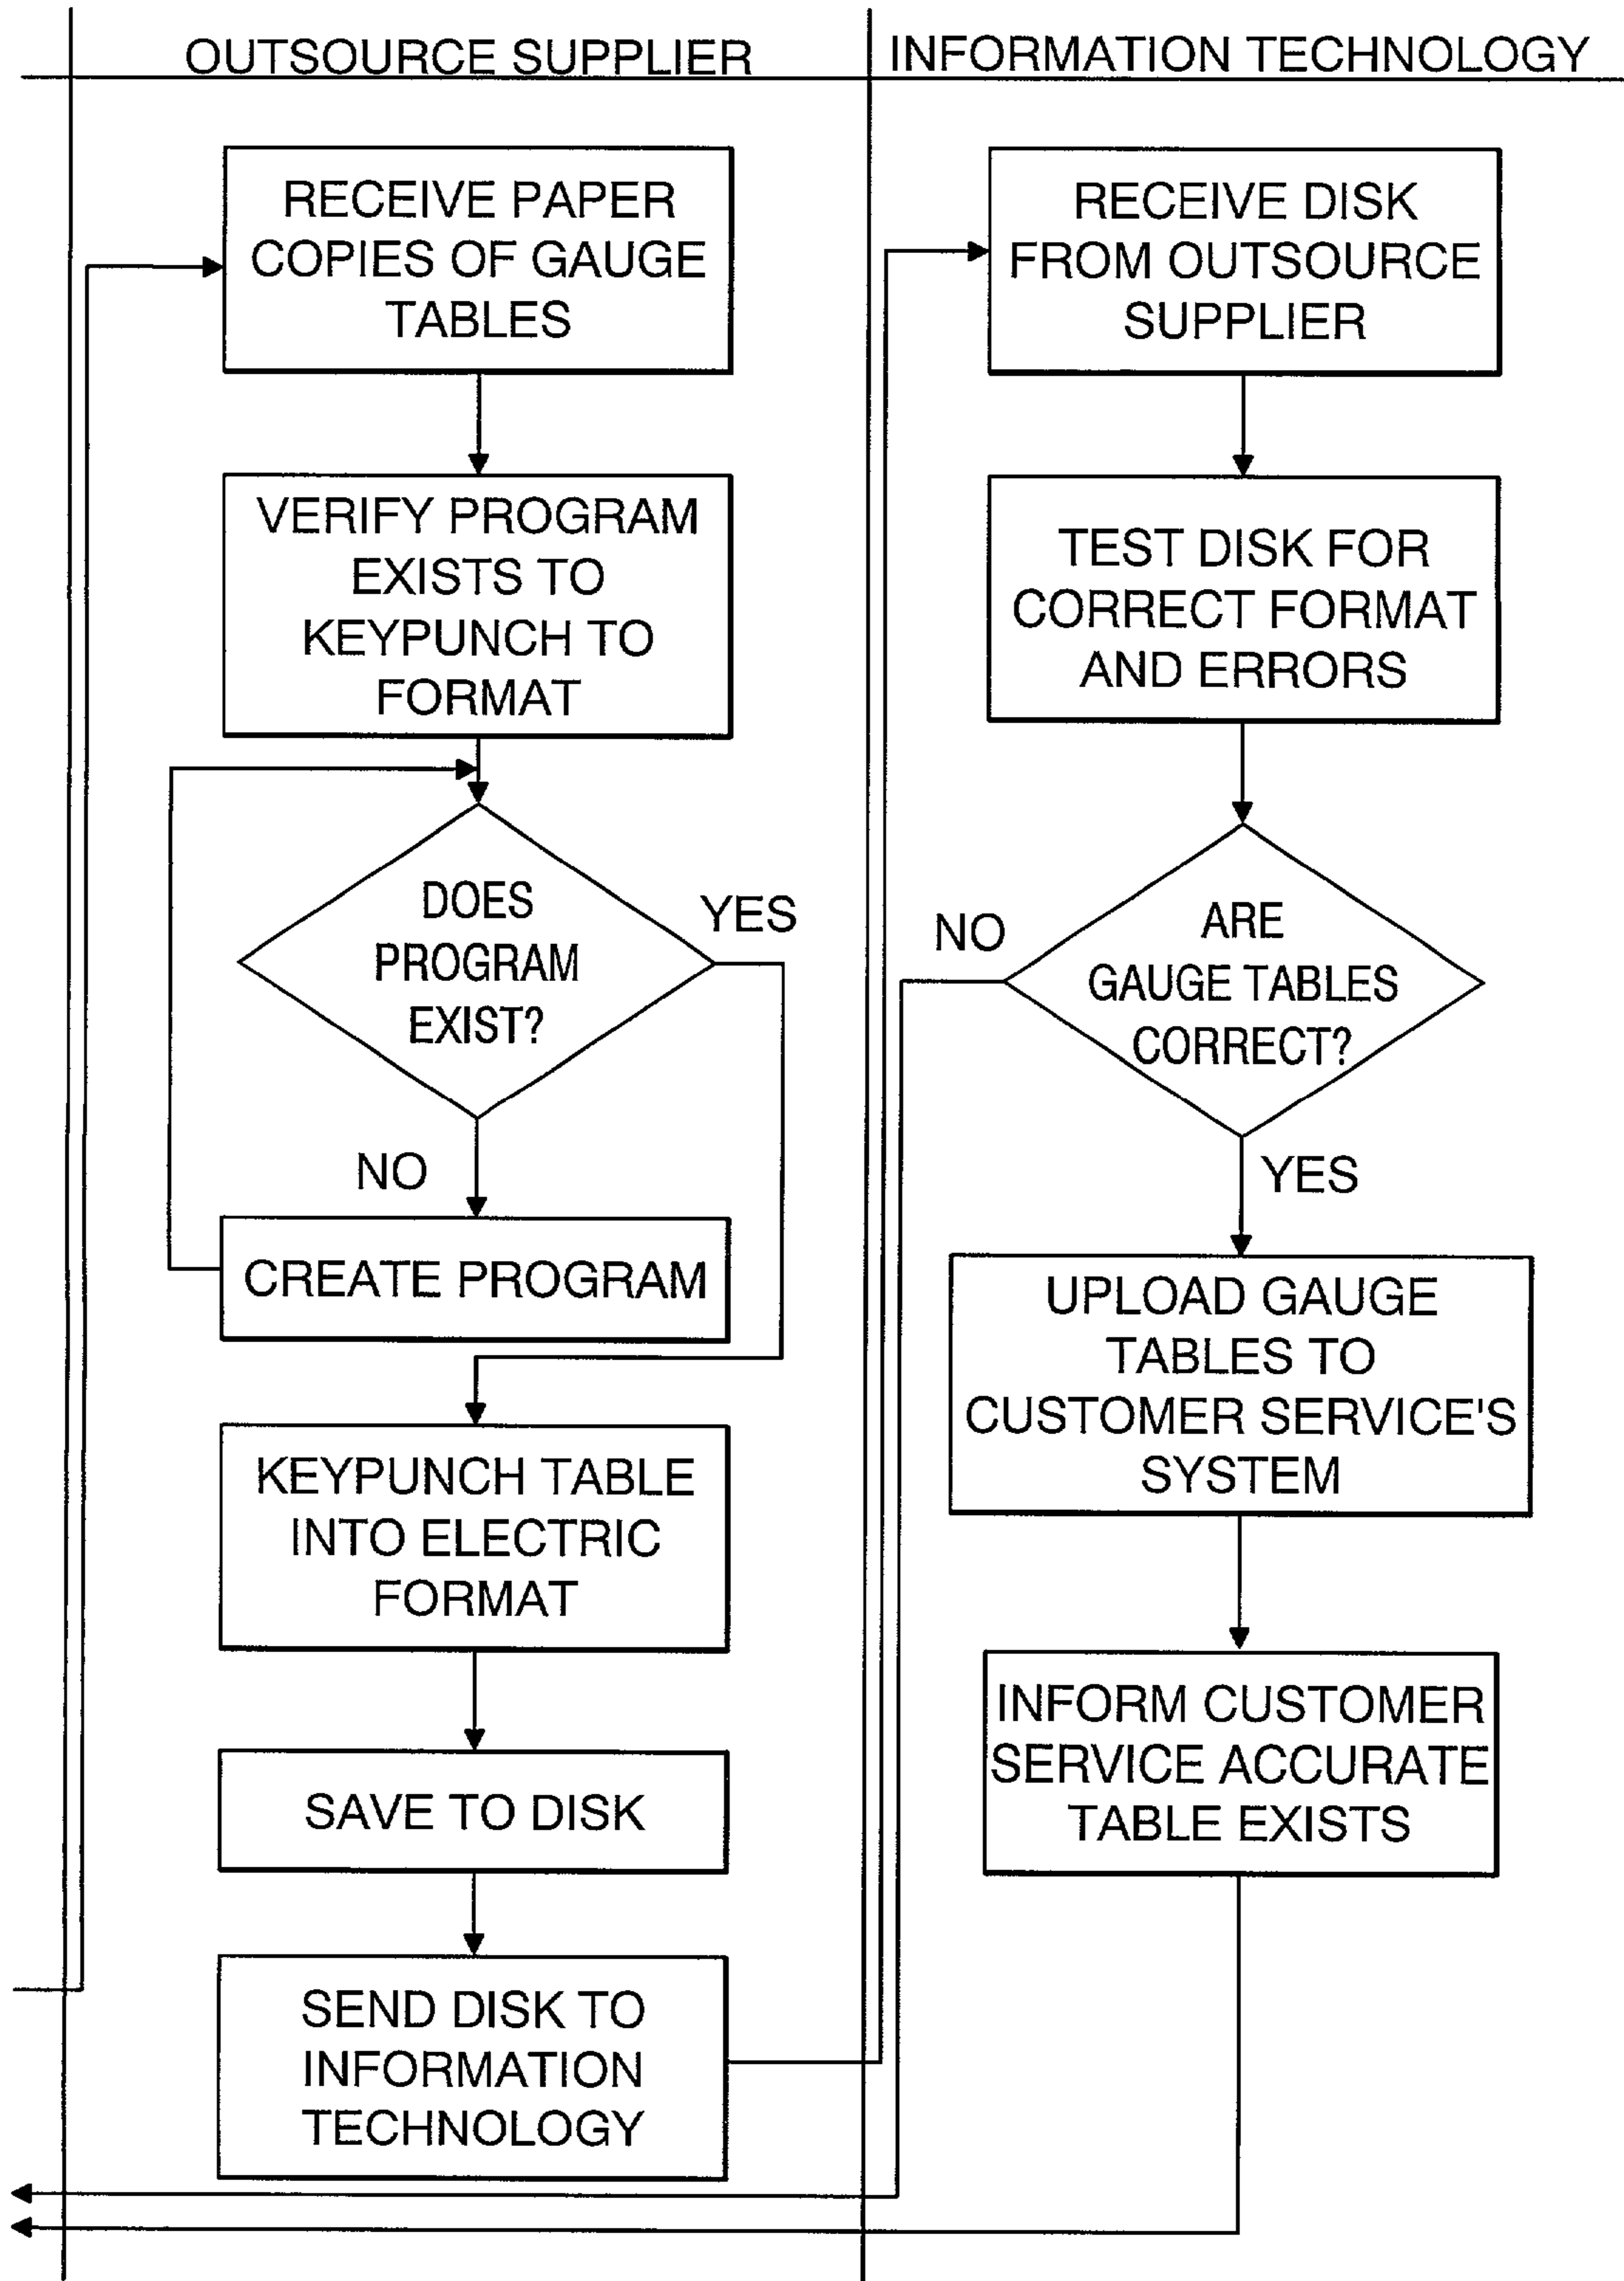 OUTSOURCE SUPPLIER
RECEIVE PAPER
COPIES OF GAUGE
TABLES
VERIFY PROGRAM
EXISTS TO
KEYPUNCH TO
FORMAT
DOES
PROGRAM
EXIST?
YES
NO
CREATE PROGRAM
KEYPUNCH TABLE
INTO ELECTRIC
FORMAT
SAVE TO DISK
SEND DISK TO
INFORMATION
TECHNOLOGY
INFORMATION TECHNOLOGY
RECEIVE DISK
FROM OUTSOURCE
SUPPLIER
TEST DISK FOR
CORRECT FORMAT
AND ERRORS
ARE
GAUGE TABLES
CORRECT?
NO
YES
UPLOAD GAUGE
TABLES TO
CUSTOMER SERVICE'S
SYSTEM
INFORM CUSTOMER
SERVICE ACCURATE
TABLE EXISTS